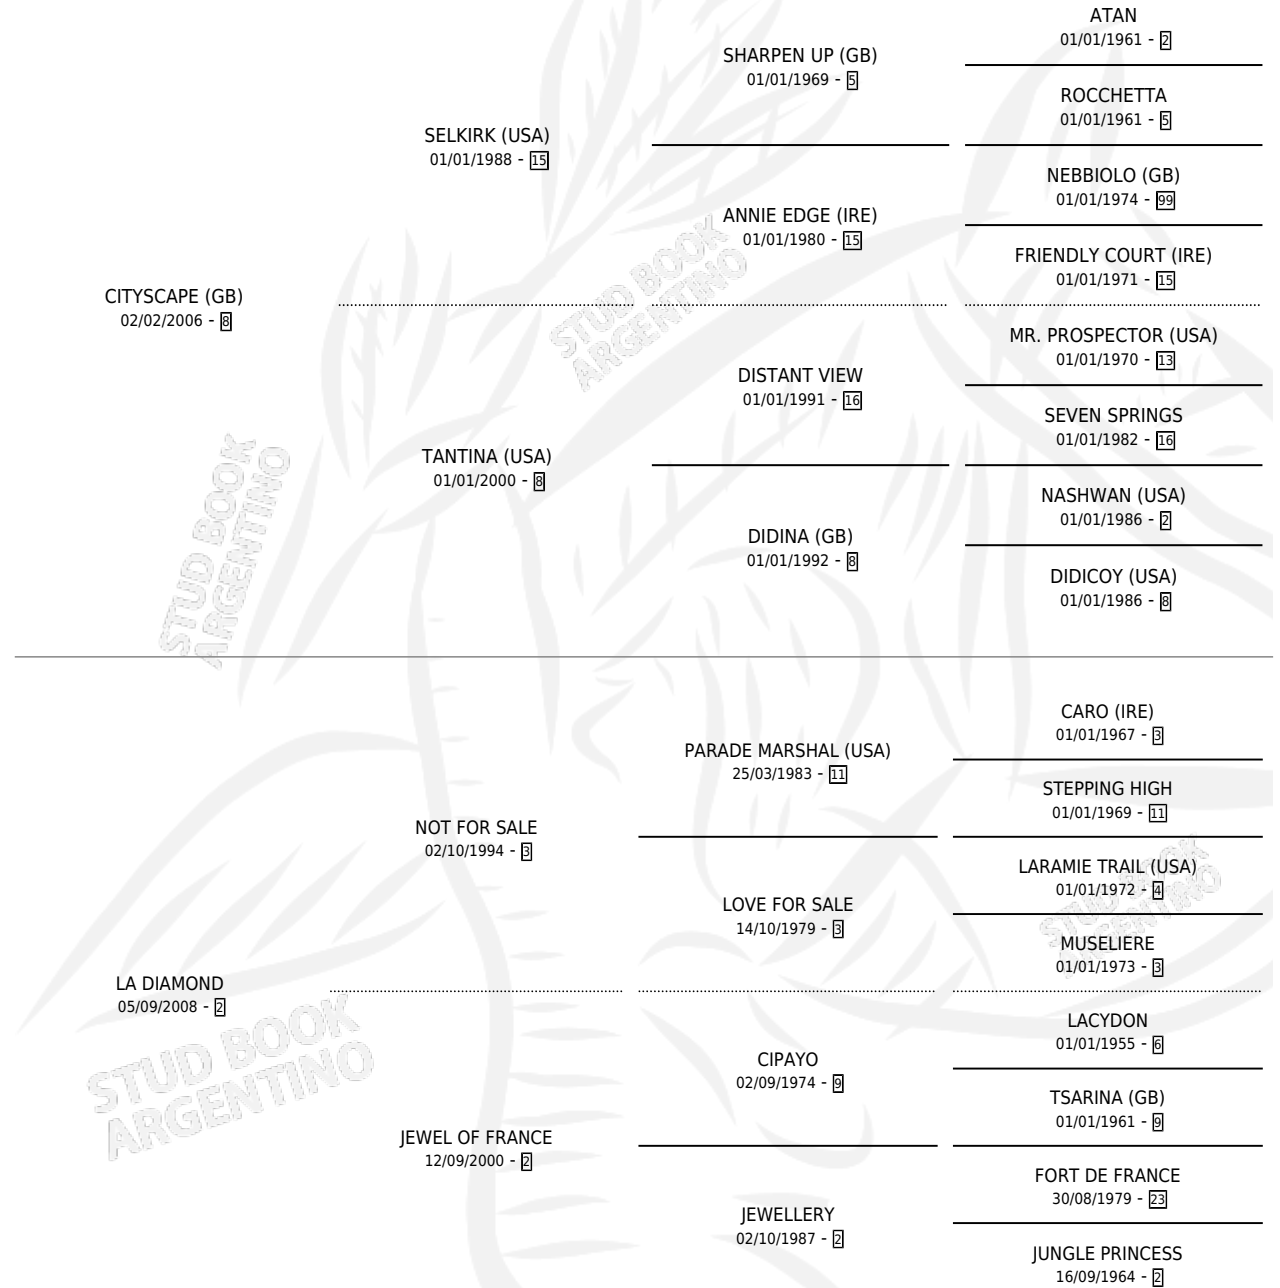 ATAN
01/01/1961 - 2
SHARPEN UP (GB)
01/01/1969 - 5
ROCCHETTA
01/01/1961 - 5
SELKIRK (USA)
01/01/1988 - 15
NEBBIOLO (GB)
01/01/1974 - 99
ANNIE EDGE (IRE)
01/01/1980 - 15
FRIENDLY COURT (IRE)
01/01/1971 - 15
CITYSCAPE (GB)
02/02/2006 - 8
MR. PROSPECTOR (USA)
01/01/1970 - 13
DISTANT VIEW
01/01/1991 - 16
SEVEN SPRINGS
01/01/1982 - 16
TANTINA (USA)
01/01/2000 - 8
NASHWAN (USA)
01/01/1986 - 2
DIDINA (GB)
01/01/1992 - 8
DIDICOY (USA)
01/01/1986 - 8
CARO (IRE)
01/01/1967 - 3
PARADE MARSHAL (USA)
25/03/1983 - 11
STEPPING HIGH
01/01/1969 - 11
NOT FOR SALE
02/10/1994 - 3
LARAMIE TRAIL (USA)
01/01/1972 - 4
LOVE FOR SALE
14/10/1979 - 3
MUSELIERE
01/01/1973 - 3
LA DIAMOND
05/09/2008 - 2
LACYDON
01/01/1955 - 6
CIPAYO
02/09/1974 - 9
TSARINA (GB)
01/01/1961 - 9
JEWEL OF FRANCE
12/09/2000 - 2
FORT DE FRANCE
30/08/1979 - 23
JEWELLERY
02/10/1987 - 2
JUNGLE PRINCESS
16/09/1964 - 2
STUD BOOK
ARGENTINO
STUD BOOK
ARGENTINO
STUD BOOK
ARGENTINO
STUD BOOK
ARGENTINO